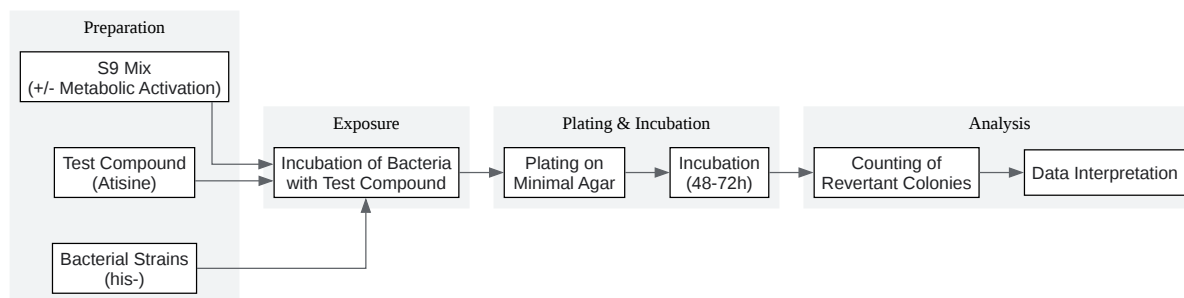 Preparation
S9 Mix
(+/- Metabolic Activation)
Test Compound
(Atisine)
Bacterial Strains
(his-)
Exposure
Incubation of Bacteria
with Test Compound
Plating & Incubation
Plating on
Minimal Agar
Incubation
(48-72h)
Analysis
Counting of
Revertant Colonies
Data Interpretation